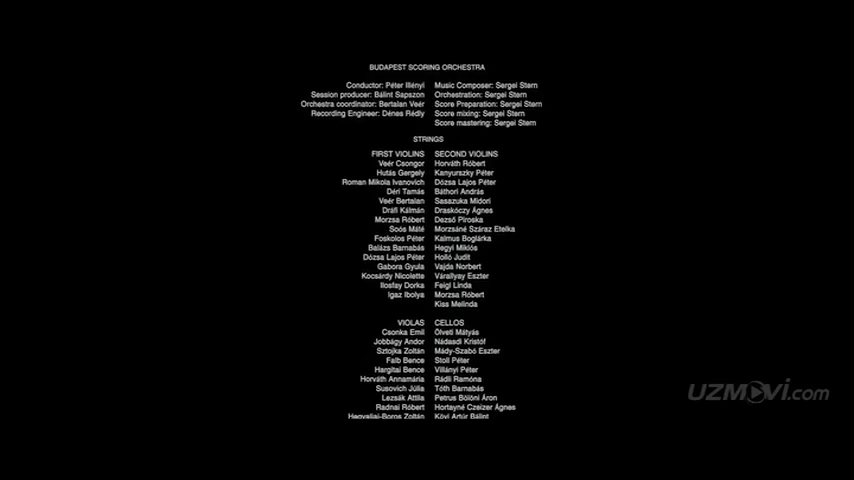 BUDAPEST SCORING ORCHESTRA
Conductor: Péter Illényi Music Composer: Sergei Stern
Session producer: Bálint Sapszon Orchestration: Sergei Stern
Orchestra coordinator: Bertalan Veér Score Preparation: Sergei Stern
Recording Engineer: Dénes Rédly Score mixing: Sergei Stern
Score mastering: Sergei Stern
STRINGS
FIRST VIOLINS SECOND VIOLINS
Veér Csongor Horváth Róbert
Hutás Gergely Kanyurszky Péter
Roman Mikola Ivanovich Dózsa Lajos Péter
Déri Tamás Báthori András
Veér Bertalan Sasazuka Midori
Dráfi Kálmán Draskóczy Ágnes
Morzsa Róbert Dezső Piroska
Soós Máté Morzsáné Száraz Etelka
Foskolos Péter Kalmus Boglárka
Balázs Barnabás Hegyi Miklós
Dózsa Lajos Péter Holló Judit
Gabora Gyula Vajda Norbert
Kocsárdy Nicolette Várallyay Eszter
Ilosfay Dorka Feigl Linda
Igaz Ibolya Morzsa Róbert
Kiss Melinda
VIOLAS CELLOS
Csonka Emil Ölveti Mátyás
Jobbágy Andor Nádasdi Kristóf
Sztojka Zoltán Mády-Szabó Eszter
Falb Bence Stoll Péter
Hargitai Bence Villányi Péter
Horváth Annamária Rádli Ramóna
Susovich Júlia Tóth Barnabás
Lezsák Attila Petrus Bölöni Áron
Radnai Róbert Hortayné Czeizer Ágnes
Hegyaljai-Boros Zoltán Kövi Artúr Bálint
UZMOVi.com